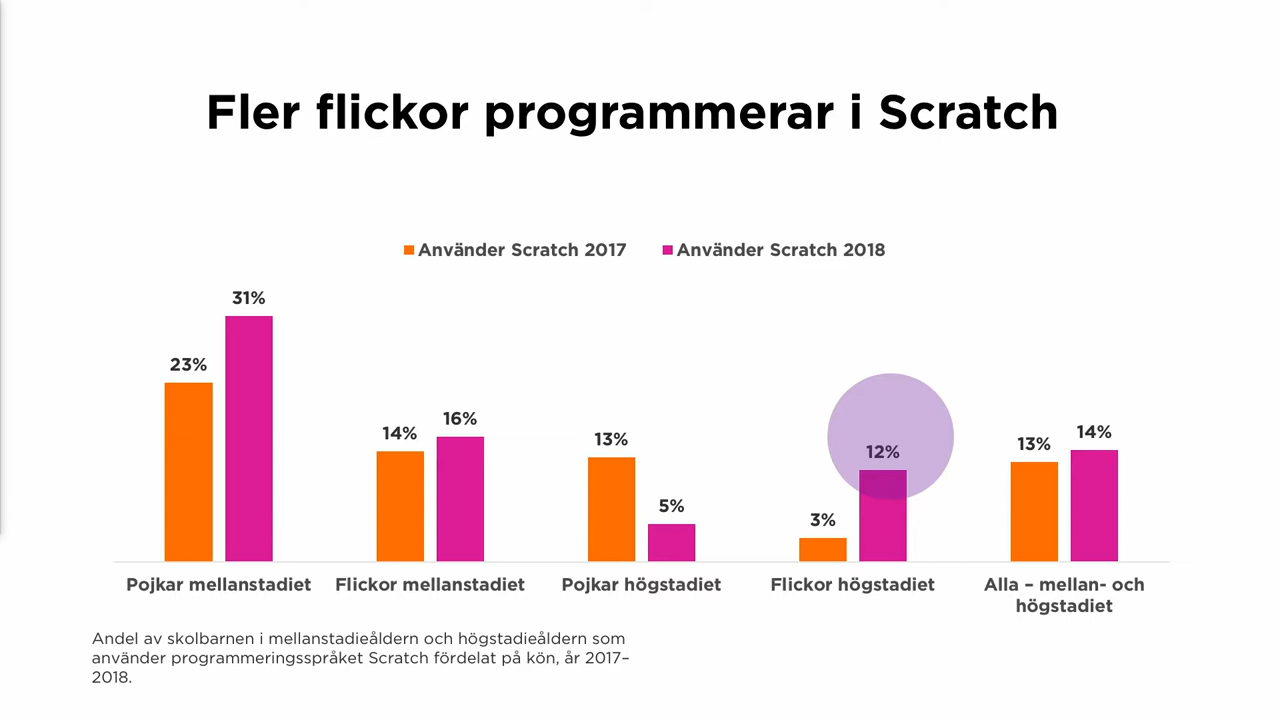 Fler flickor programmerar i Scratch
Använder Scratch 2017 Använder Scratch 2018
23% 31% 14% 16% 13% 5% 3% 12% 13% 14%
Pojkar mellanstadiet Flickor mellanstadiet Pojkar högstadiet Flickor högstadiet Alla – mellan- och
högstadiet
Andel av skolbarnen i mellanstadieåldern och högstadieåldern som
använder programmeringsspråket Scratch fördelat på kön, år 2017–
2018.